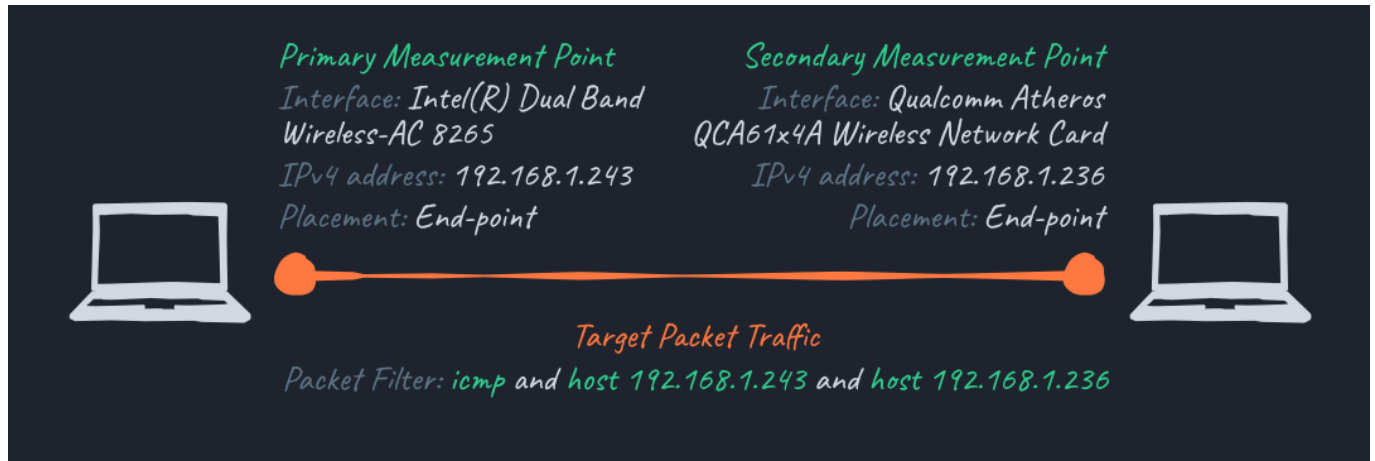 Primary Measurement Point
Interface: Intel(R) Dual Band
Wireless-AC 8265
IPv4 address: 192.168.1.243
Placement: End-point
Secondary Measurement Point
Interface: Qualcomm Atheros
QCA61x4A Wireless Network Card
IPv4 address: 192.168.1.236
Placement: End-point
Target Packet Traffic
Packet Filter: icmp and host 192.168.1.243 and host 192.168.1.236